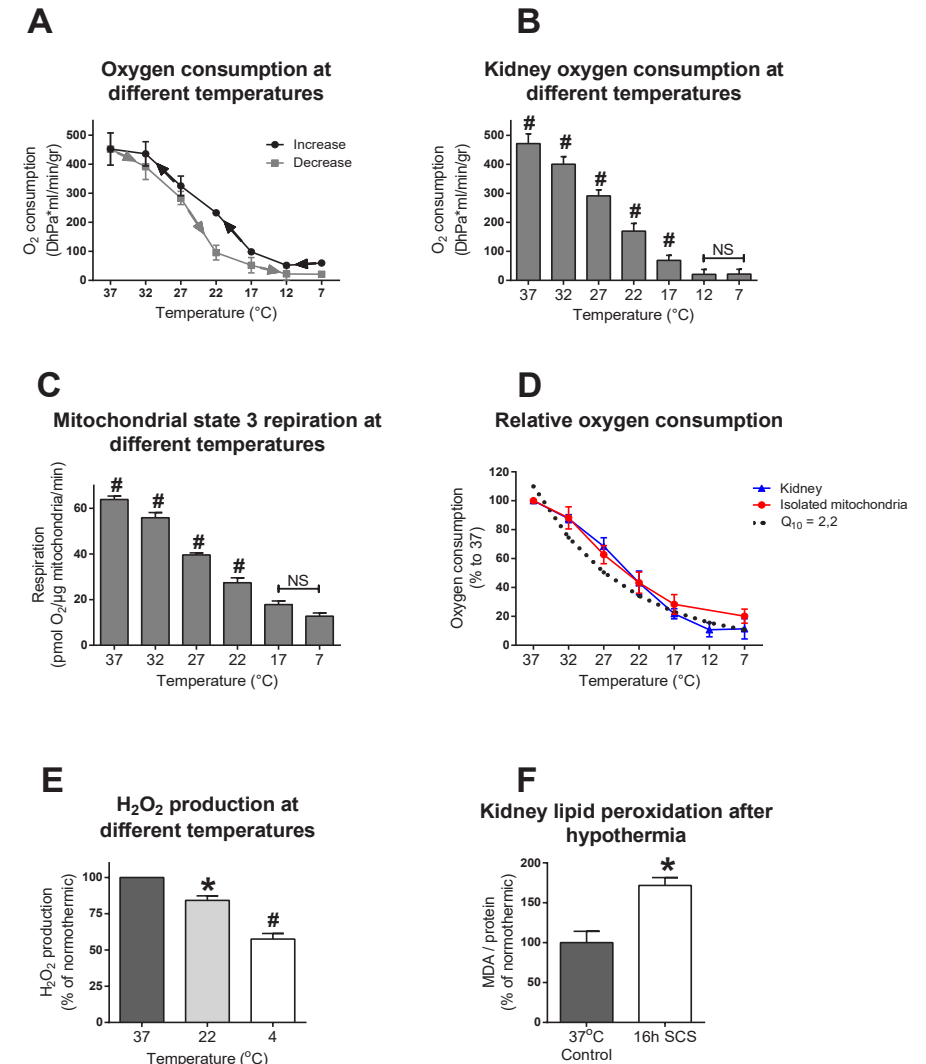 A
Oxygen consumption at
different temperatures
O2 consumption
(DhPa*ml/min/gr)
500
400
300
200
100
0
Increase
Decrease
37 32 27 22 17 12 7
Temperature (°C)
B
Kidney oxygen consumption at
different temperatures
O2 consumption
(DhPa*ml/min/gr)
500
400
300
200
100
0
# # # # # NS
37 32 27 22 17 12 7
Temperature (°C)
C
Mitochondrial state 3 repiration at
different temperatures
Respiration
(pmol O2/µg mitochondria/min)
60
40
20
0
# # # # NS
37 32 27 22 17 7
Temperature (°C)
D
Relative oxygen consumption
Oxygen consumption
(% to 37)
120
100
80
60
40
20
0
Kidney
Isolated mitochondria
Q10 = 2,2
37 32 27 22 17 12 7
Temperature (°C)
E
H2O2 production at
different temperatures
H2O2 production
(% of normothermic)
100
75
50
25
0
* #
37 22 4
Temperature (°C)
F
Kidney lipid peroxidation after
hypothermia
MDA / protein
(% of normothermic)
200
150
100
50
0
*
37°C 16h SCS
Control